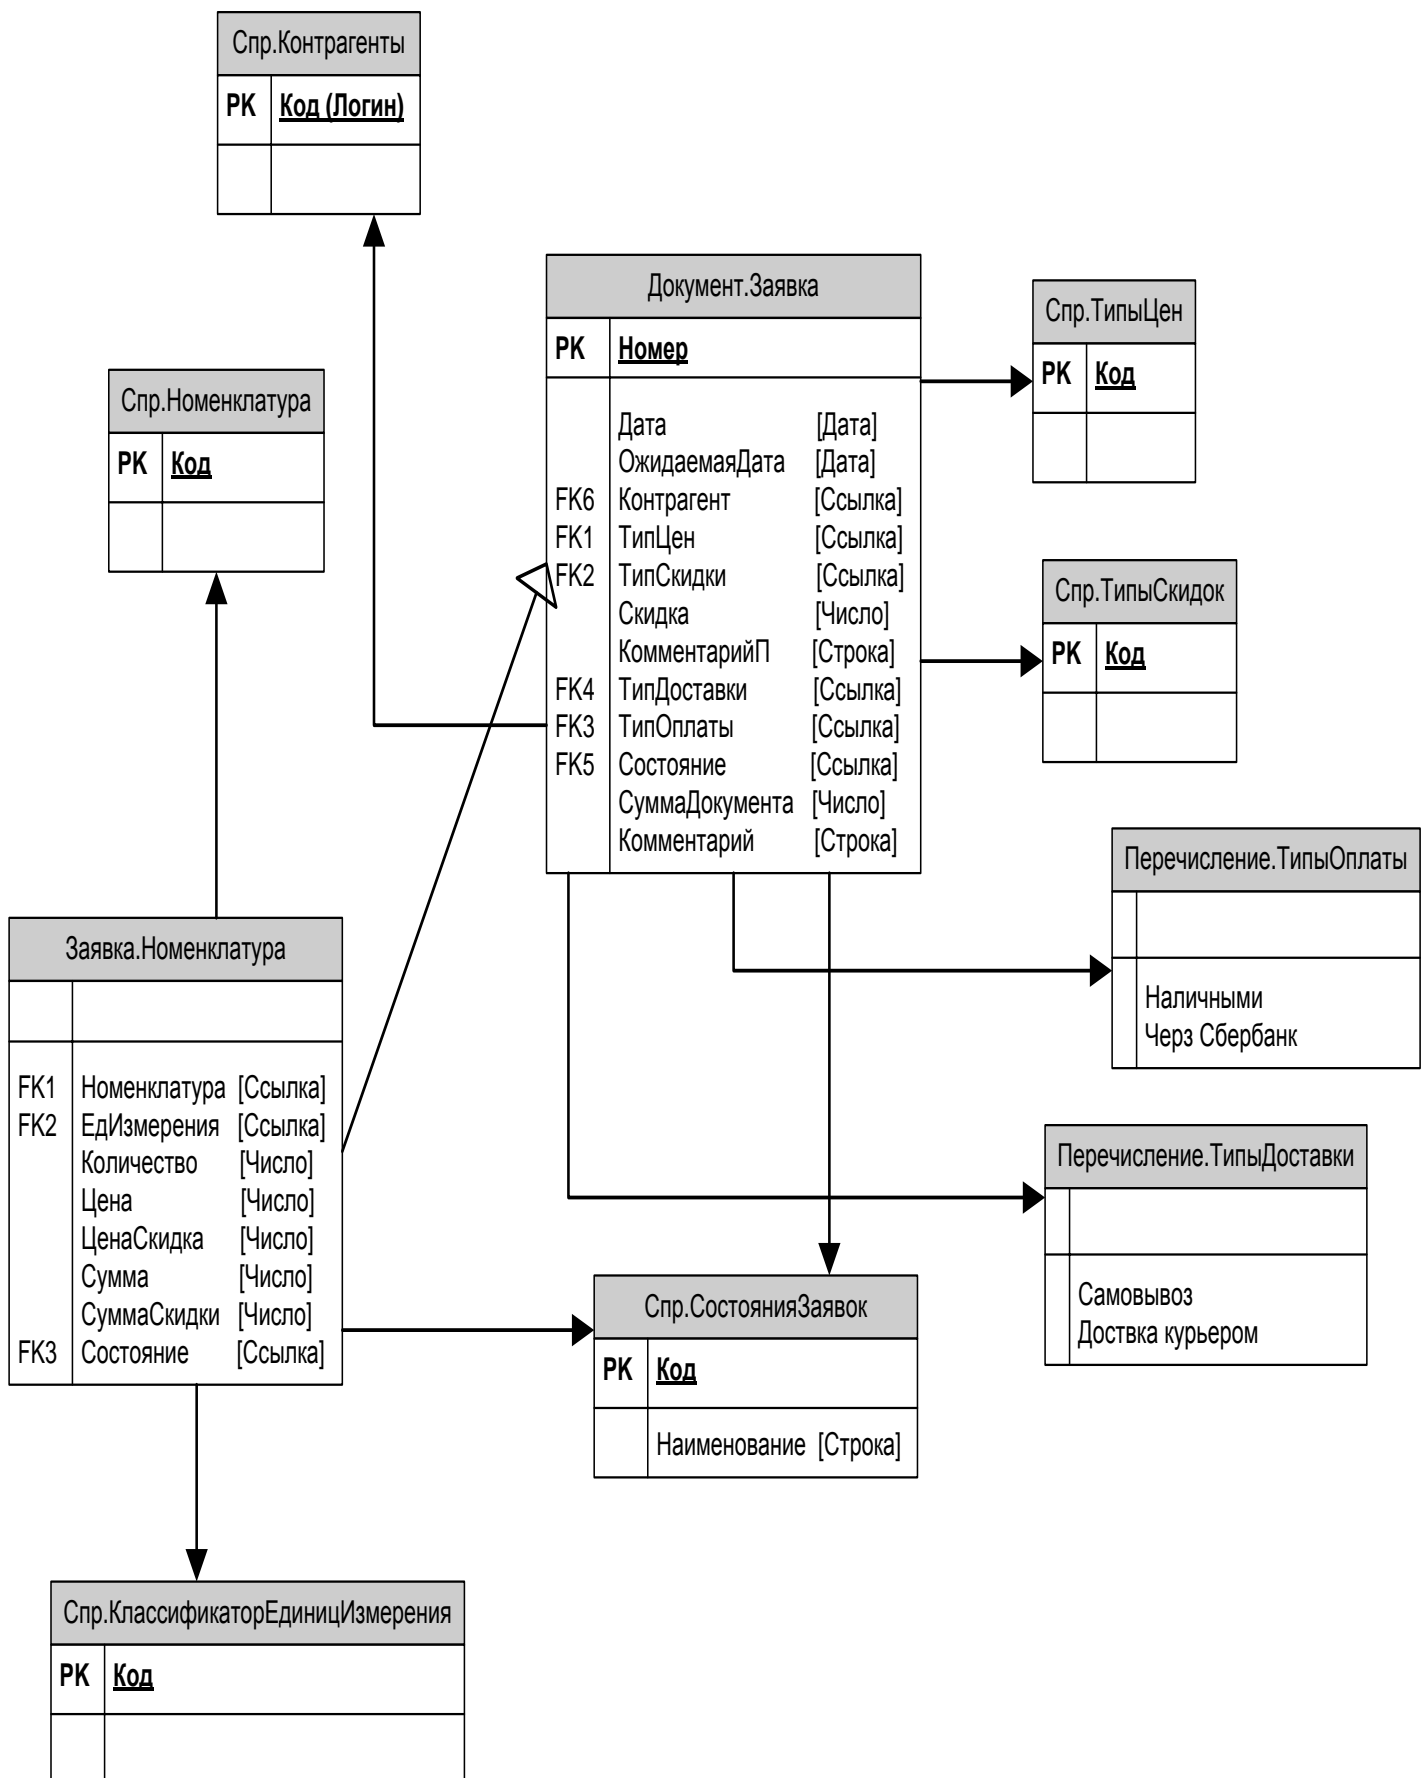 Спр.Контрагенты
PK Код (Логин)
Документ.Заявка
PK Номер
Дата [Дата]
ОжидаемаяДата [Дата]
FK6 Контрагент [Ссылка]
FK1 ТипЦен [Ссылка]
FK2 ТипСкидки [Ссылка]
Скидка [Число]
КомментарийП [Строка]
FK4 ТипДоставки [Ссылка]
FK3 ТипОплаты [Ссылка]
FK5 Состояние [Ссылка]
СуммаДокумента [Число]
Комментарий [Строка]
Спр.ТипыЦен
PK Код
Спр.Номенклатура
PK Код
Спр.ТипыСкидок
PK Код
Перечисление.ТипыОплаты
Наличными
Черз Сбербанк
Заявка.Номенклатура
FK1 Номенклатура [Ссылка]
FK2 ЕдИзмерения [Ссылка]
Количество [Число]
Цена [Число]
ЦенаСкидка [Число]
Сумма [Число]
СуммаСкидки [Число]
FK3 Состояние [Ссылка]
Перечисление.ТипыДоставки
Самовывоз
Доствка курьером
Спр.СостоянияЗаявок
PK Код
Наименование [Строка]
Спр.КлассификаторЕдиницИзмерения
PK Код